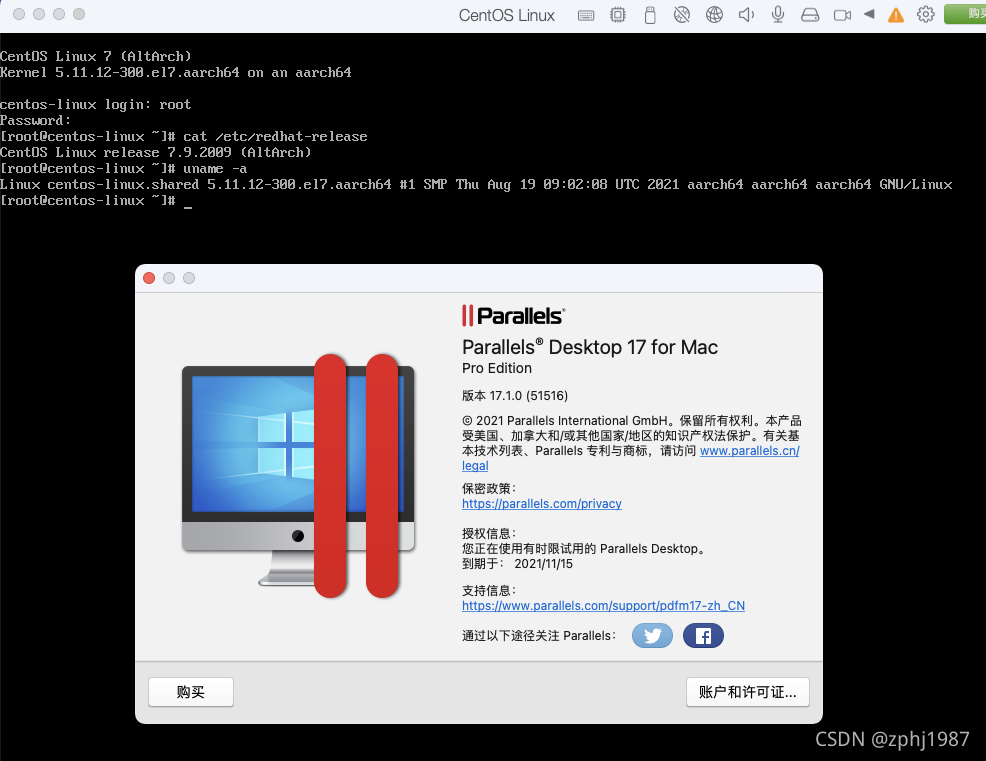 CentOS Linux
购买
CentOS Linux 7 (AltArch)
Kernel 5.11.12-300.el7.aarch64 on an aarch64
centos-linux login: root
Password:
[root@centos-linux ~]# cat /etc/redhat-release
CentOS Linux release 7.9.2009 (AltArch)
[root@centos-linux ~]# uname -a
Linux centos-linux.shared 5.11.12-300.el7.aarch64 #1 SMP Thu Aug 19 09:02:08 UTC 2021 aarch64 aarch64 aarch64 GNU/Linux
[root@centos-linux ~]# _
Parallels®
Parallels® Desktop 17 for Mac
Pro Edition
版本 17.1.0 (51516)
© 2021 Parallels International GmbH。保留所有权利。本产品
受美国、加拿大和/或其他国家/地区的知识产权法保护。有关基
本技术列表、Parallels 专利与商标，请访问 www.parallels.cn/
legal
保密政策：
https://parallels.com/privacy
授权信息：
您正在使用有时限试用的 Parallels Desktop。
到期于： 2021/11/15
支持信息：
https://www.parallels.com/support/pdfm17-zh_CN
通过以下途径关注 Parallels：
购买
账户和许可证...
CSDN @zphj1987